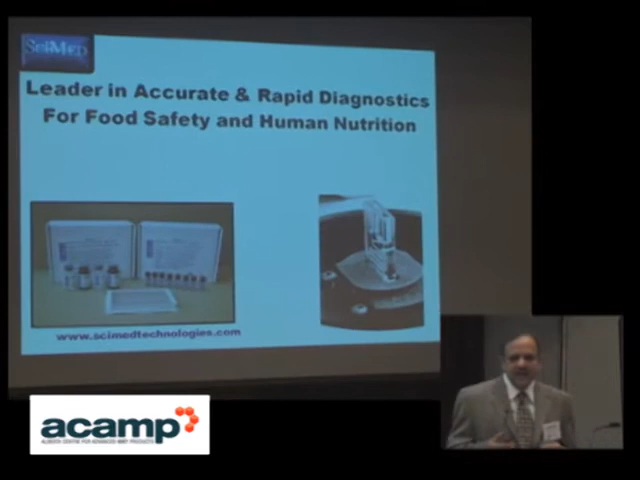 SciMed
Leader in Accurate & Rapid Diagnostics
For Food Safety and Human Nutrition
www.scimedtechnologies.com
acamp
ALBERTA CENTRE FOR ADVANCED MNT PRODUCTS